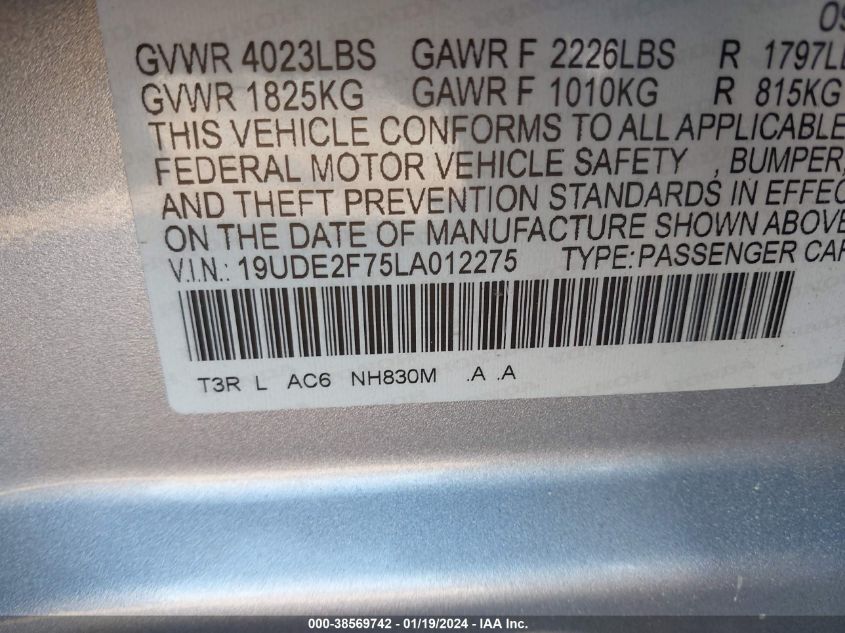 GVWR 4023LBS GAWR F 2226LBS R 1797L
GVWR 1825KG GAWR F 1010KG R 815KG
THIS VEHICLE CONFORMS TO ALL APPLICABLE
FEDERAL MOTOR VEHICLE SAFETY , BUMPER,
AND THEFT PREVENTION STANDARDS IN EFFEC
ON THE DATE OF MANUFACTURE SHOWN ABOVE
V.I.N.: 19UDE2F75LA012275 TYPE: PASSENGER CAR
T3R L AC6 NH830M .A .A
000-38569742 / 01/19/2024 - IAA Inc.